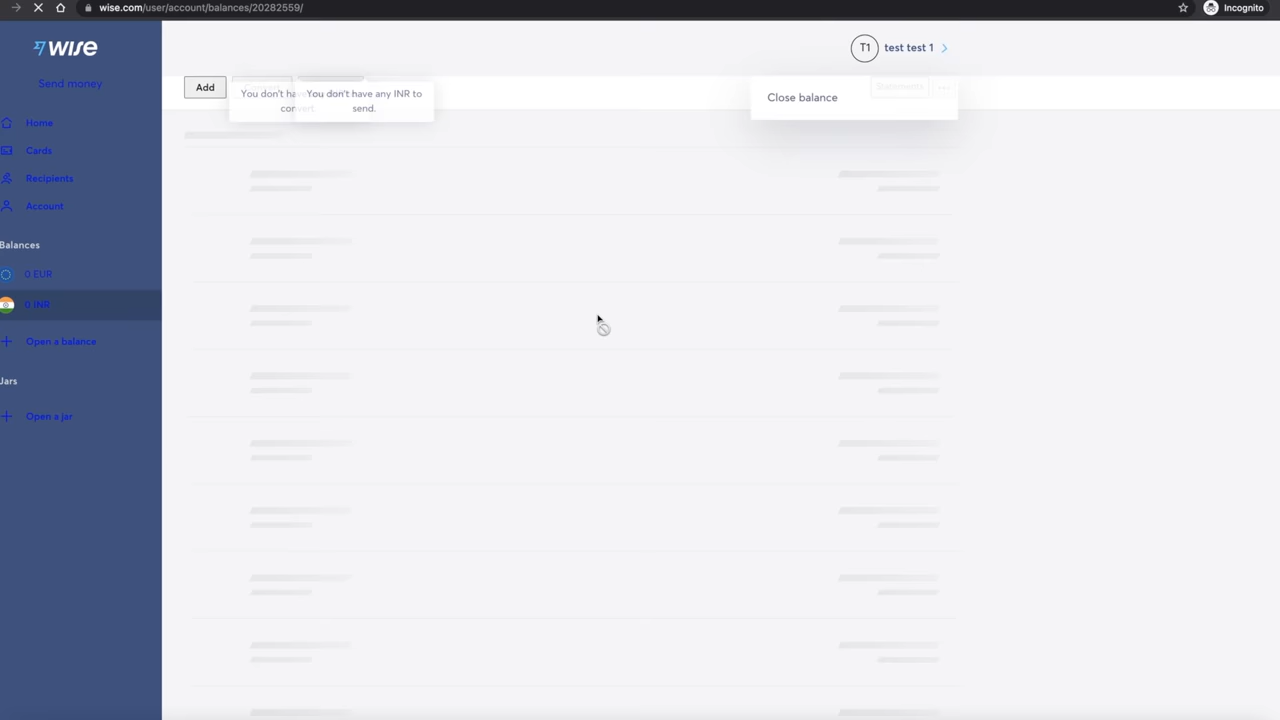 wise.com/user/account/balances/20282559/
Incognito
WISE
Send money
T1
test test 1
Add
You don't ha
conv
You don't have any INR to
send.
Statements
Close balance
Home
Cards
Recipients
Account
Balances
0 EUR
0 INR
Open a balance
Jars
Open a jar